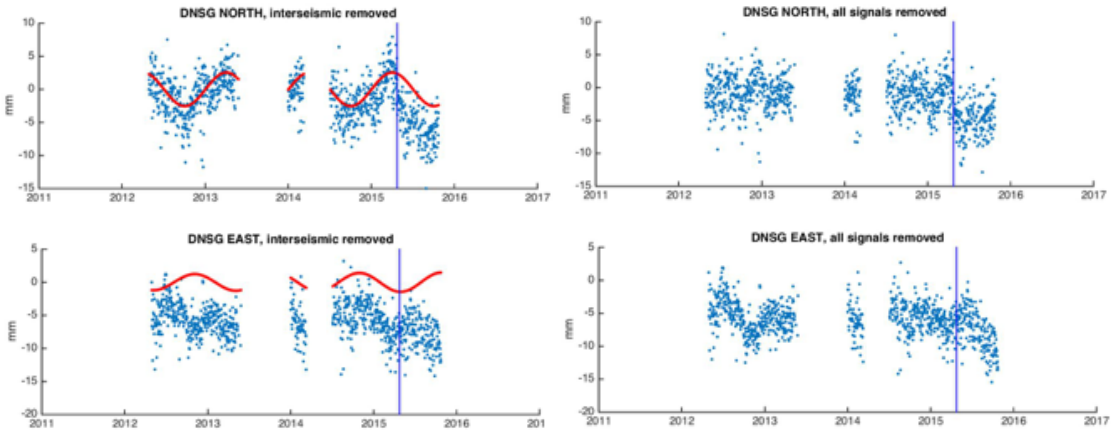 DNSG NORTH, interseismic removed
10
5
0
-5
-10
-15
mm
2011 2012 2013 2014 2015 2016 2017
DNSG NORTH, all signals removed
10
5
0
-5
-10
-15
mm
2011 2012 2013 2014 2015 2016 2017
DNSG EAST, interseismic removed
5
0
-5
-10
-15
-20
mm
2011 2012 2013 2014 2015 2016 201
DNSG EAST, all signals removed
5
0
-5
-10
-15
-20
mm
2011 2012 2013 2014 2015 2016 2017